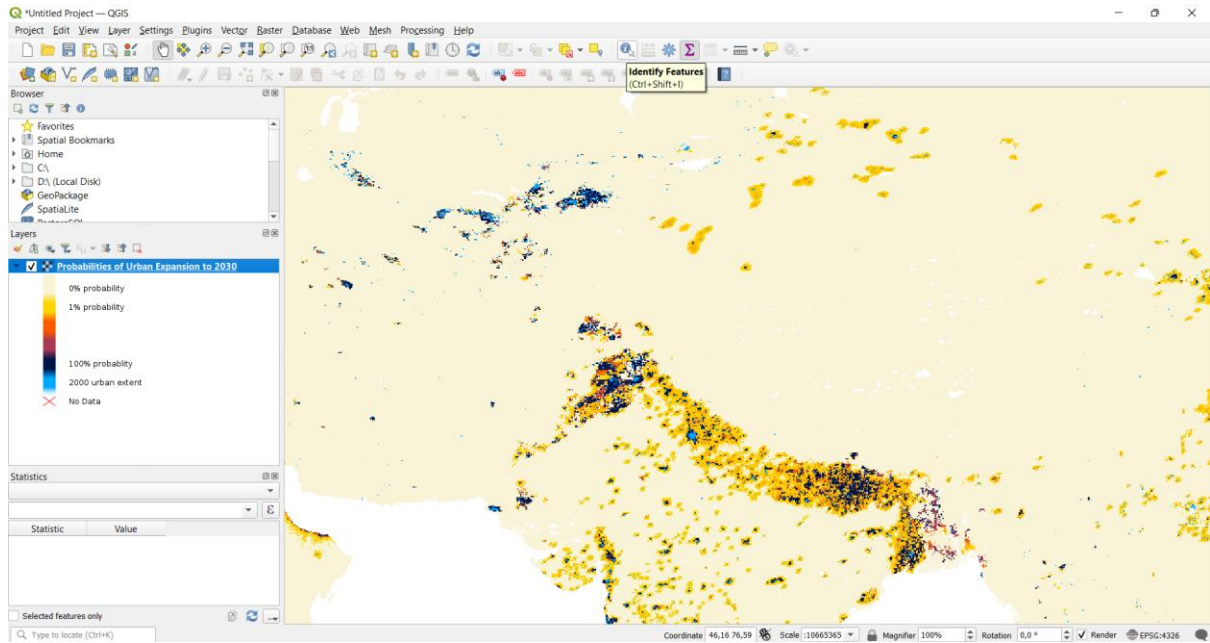 *Untitled Project — QGIS
Project Edit View Layer Settings Plugins Vector Raster Database Web Mesh Processing Help
Identify Features
(Ctrl+Shift+I)
Browser
Favorites
Spatial Bookmarks
Home
C:\
D:\ (Local Disk)
GeoPackage
SpatiaLite
PostgreSQL
Layers
Probabilities of Urban Expansion to 2030
0% probability
1% probability
100% probablity
2000 urban extent
No Data
Statistics
Statistic Value
Selected features only
Type to locate (Ctrl+K)
Coordinate 46,16 76,59 Scale :10665365 Magnifier 100% Rotation 0,0 ° Render EPSG:4326